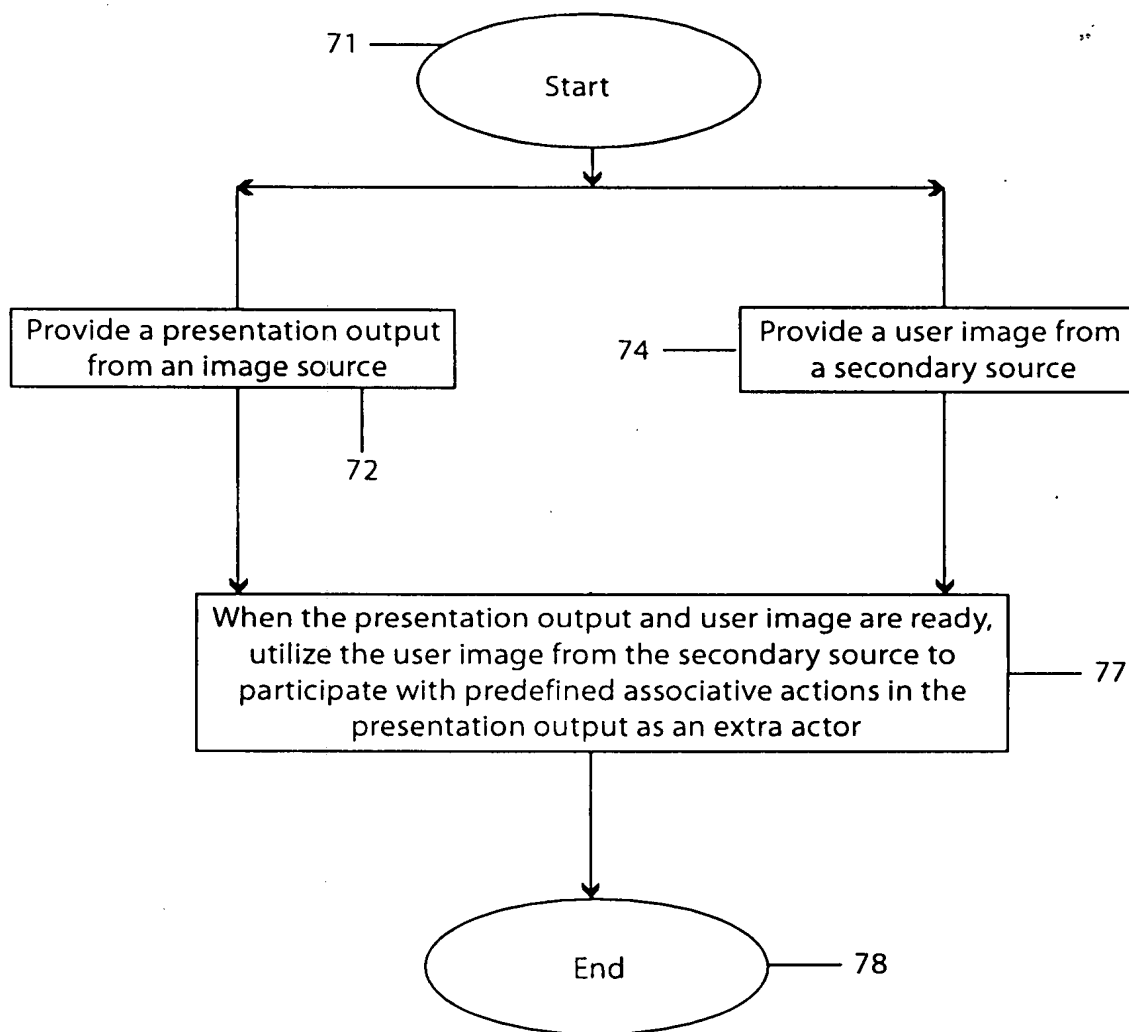 71
Start
Provide a presentation output
from an image source
72
74
Provide a user image from
a secondary source
When the presentation output and user image are ready,
utilize the user image from the secondary source to
participate with predefined associative actions in the
presentation output as an extra actor
77
End
78